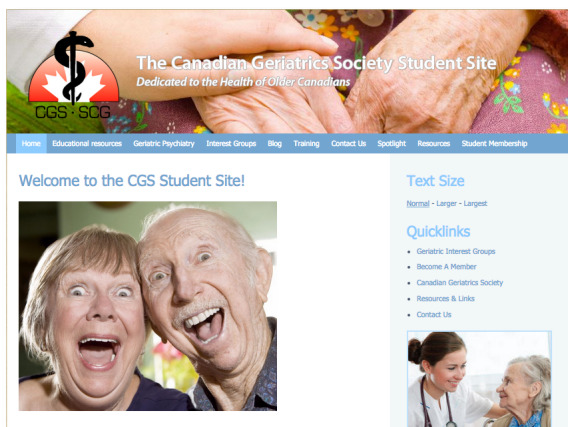 The Canadian Geriatrics Society Student Site
Dedicated to the Health of Older Canadians
CGS · SCG
Home Educational resources Geriatric Psychiatry Interest Groups Blog Training Contact Us Spotlight Resources Student Membership
Welcome to the CGS Student Site!
Text Size
Normal - Larger - Largest
Quicklinks
Geriatric Interest Groups
Become A Member
Canadian Geriatrics Society
Resources & Links
Contact Us